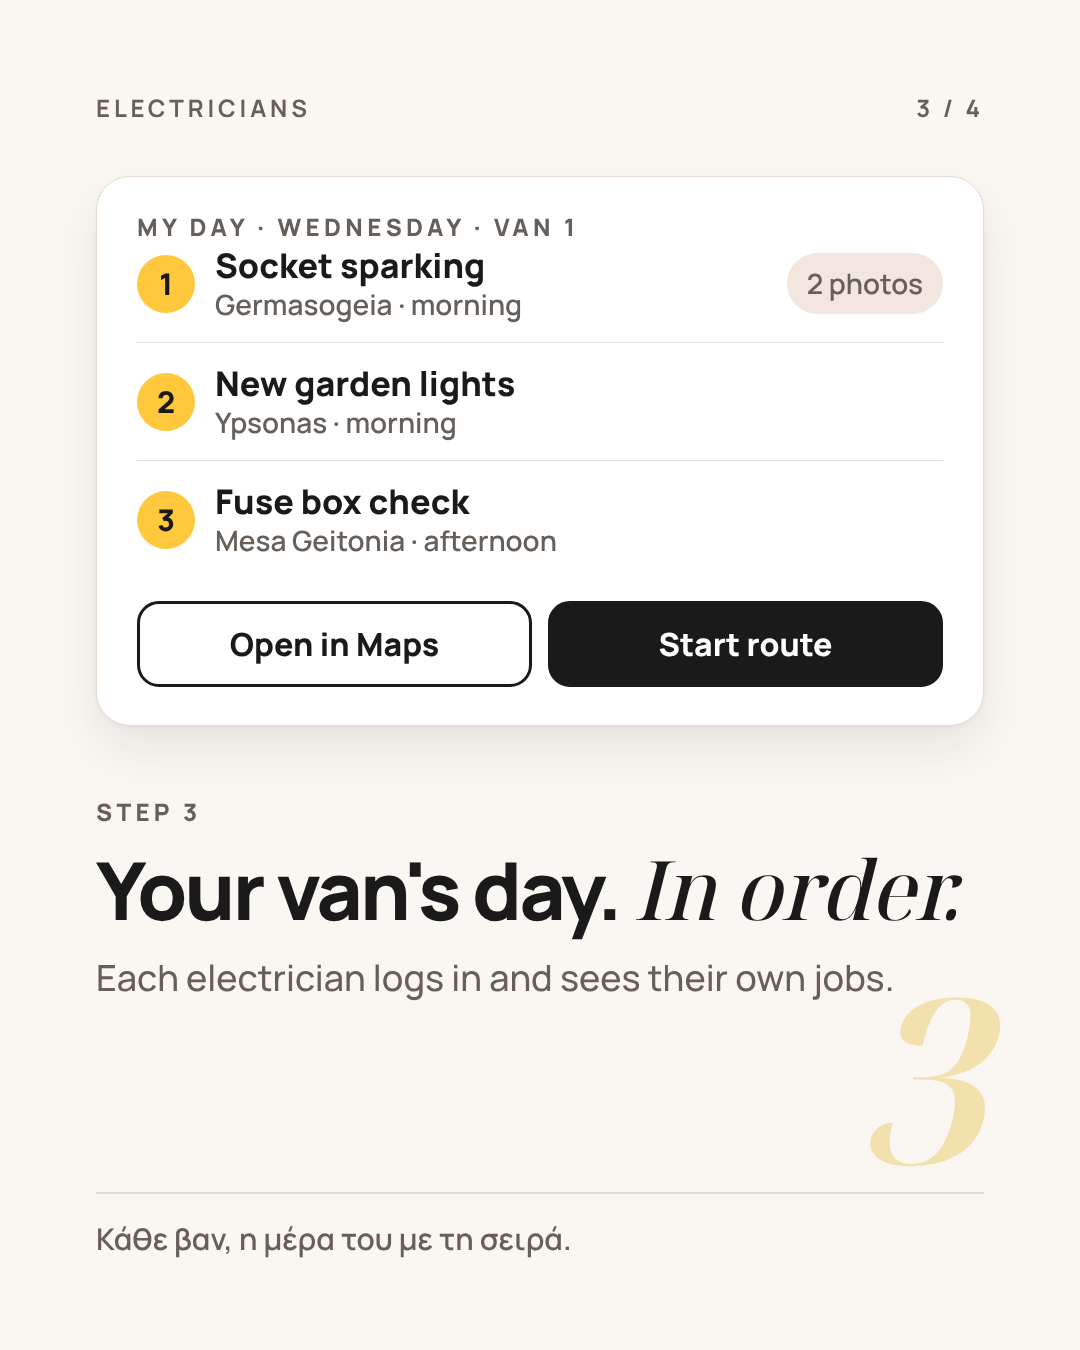 ELECTRICIANS
3 / 4
MY DAY · WEDNESDAY · VAN 1
1
Socket sparking
Germasogeia · morning
2 photos
2
New garden lights
Ypsonas · morning
3
Fuse box check
Mesa Geitonia · afternoon
Open in Maps
Start route
STEP 3
Your van's day. In order.
Each electrician logs in and sees their own jobs.
3
Κάθε βαν, η μέρα του με τη σειρά.